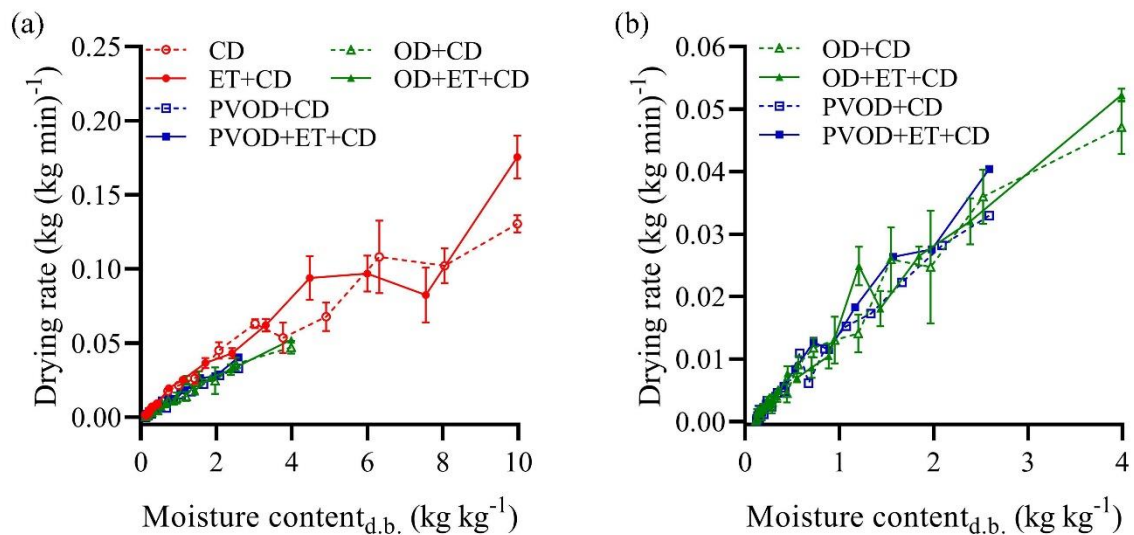 (a)
CD
OD+CD
ET+CD
OD+ET+CD
PVOD+CD
PVOD+ET+CD
0.25
0.20
0.15
0.10
0.05
0.00
Drying rate (kg (kg min)⁻¹
0 2 4 6 8 10
Moisture content d.b. (kg kg⁻¹)
(b)
OD+CD
OD+ET+CD
PVOD+CD
PVOD+ET+CD
0.06
0.05
0.04
0.03
0.02
0.01
0.00
Drying rate (kg (kg min)⁻¹
0 1 2 3 4
Moisture content d.b. (kg kg⁻¹)